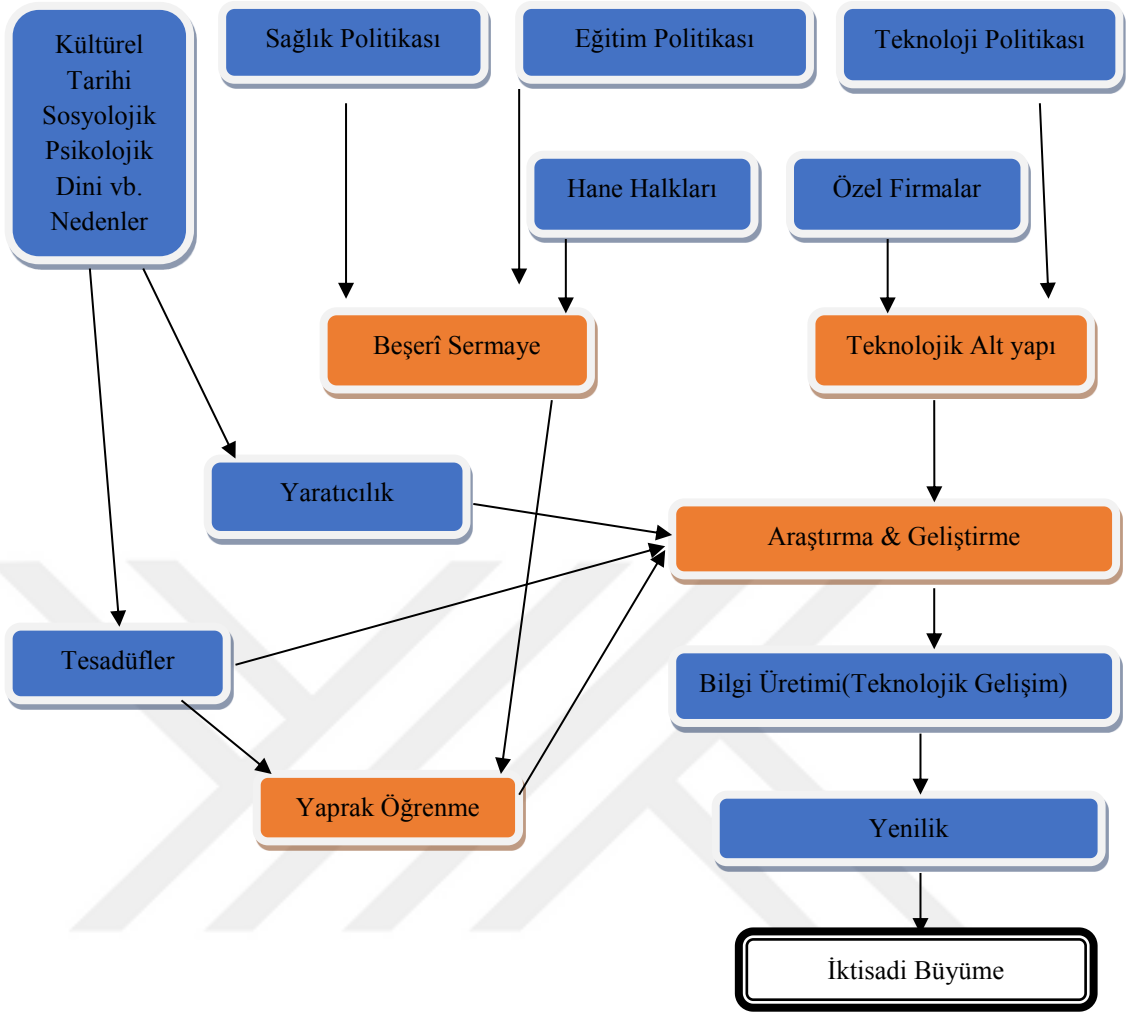 Kültürel
Tarihi
Sosyolojik
Psikolojik
Dini vb.
Nedenler
Sağlık Politikası
Eğitim Politikası
Teknoloji Politikası
Hane Halkları
Özel Firmalar
Beşerî Sermaye
Teknolojik Alt yapı
Yaratıcılık
Araştırma & Geliştirme
Tesadüfler
Bilgi Üretimi(Teknolojik Gelişim)
Yaprak Öğrenme
Yenilik
İktisadi Büyüme